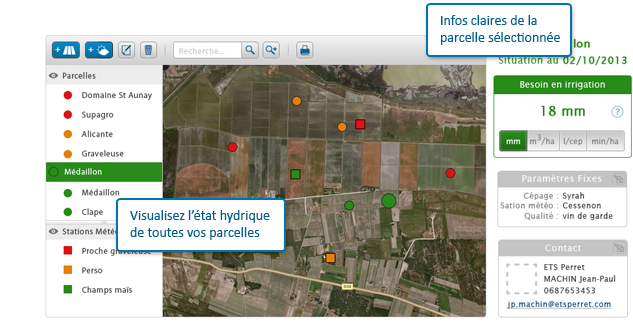 Infos claires de la
parcelle sélectionnée
lon
Situation au 02/10/2013
Recherche...
Parcelles
Domaine St Aunay
Supagro
Alicante
Graveleuse
Médaillon
Médaillon
Clape
Stations Météo
Proche graveleuse
Perso
Champs maïs
Visualisez l'état hydrique
de toutes vos parcelles
Besoin en irrigation
18 mm
?
mm m³/ha l/cep min/ha
Paramètres Fixes
Cépage : Syrah
Sation météo : Cessenon
Qualité : vin de garde
Contact
ETS Perret
MACHIN Jean-Paul
0687653453
jp.machin@etsperret.com